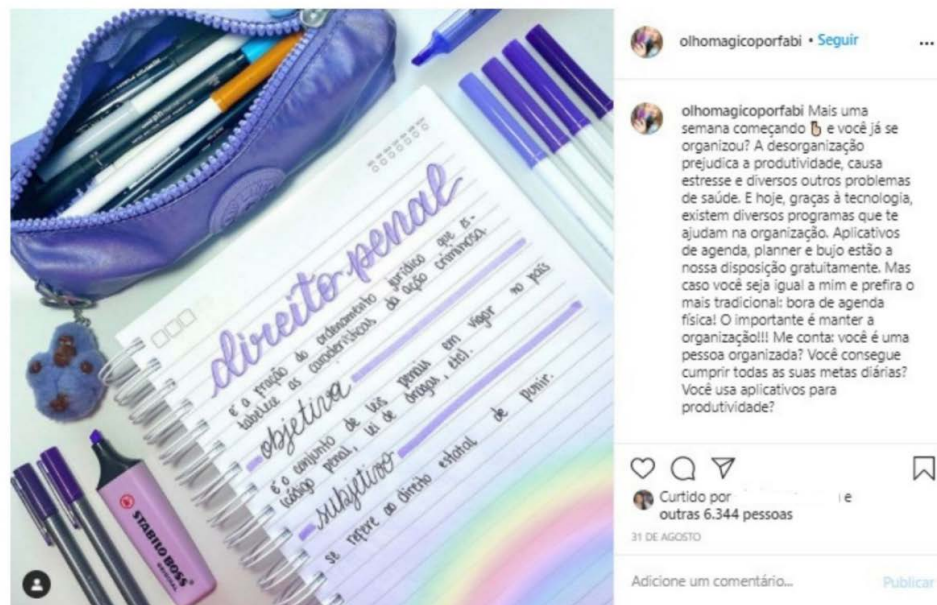 direito penal
é a fração do ordenamento jurídico que es-
tabelece as características da ação criminosa.
objetiva
é o conjunto de leis penais em vigor no país
(código penal, lei de drogas, etc).
subjetivo
se refere ao direito estatal de punir.
STABILO BOSS
ORIGINAL
olhomagicoporfabi • Seguir
...
olhomagicoporfabi Mais uma
semana começando e você já se
organizou? A desorganização
prejudica a produtividade, causa
estresse e diversos outros problemas
de saúde. E hoje, graças à tecnologia,
existem diversos programas que te
ajudam na organização. Aplicativos
de agenda, planner e bujo estão a
nossa disposição gratuitamente. Mas
caso você seja igual a mim e prefira o
mais tradicional: bora de agenda
física! O importante é manter a
organização!!! Me conta: você é uma
pessoa organizada? Você consegue
cumprir todas as suas metas diárias?
Você usa aplicativos para
produtividade?
Curtido por e
outras 6.344 pessoas
31 DE AGOSTO
Adicione um comentário...
Publicar